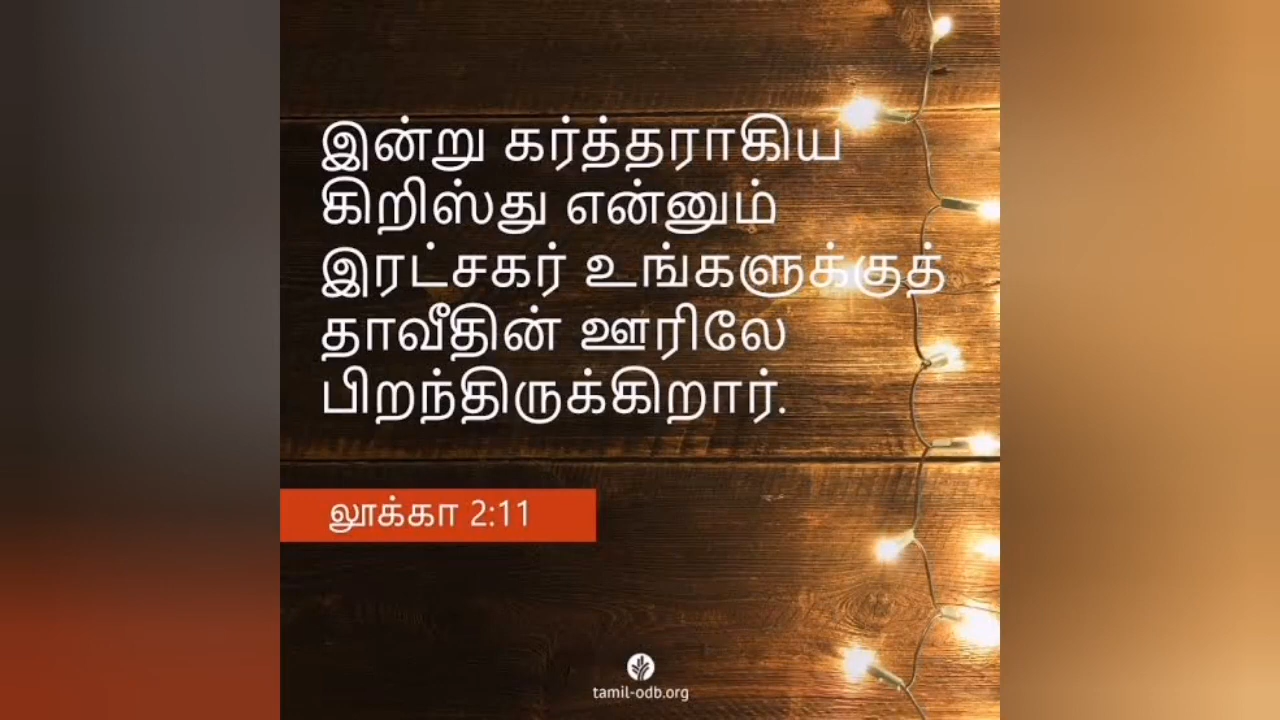 இன்று கர்த்தராகிய
கிறிஸ்து என்னும்
இரட்சகர் உங்களுக்குத்
தாவீதின் ஊரிலே
பிறந்திருக்கிறார்.
லூக்கா 2:11
tamil-odb.org